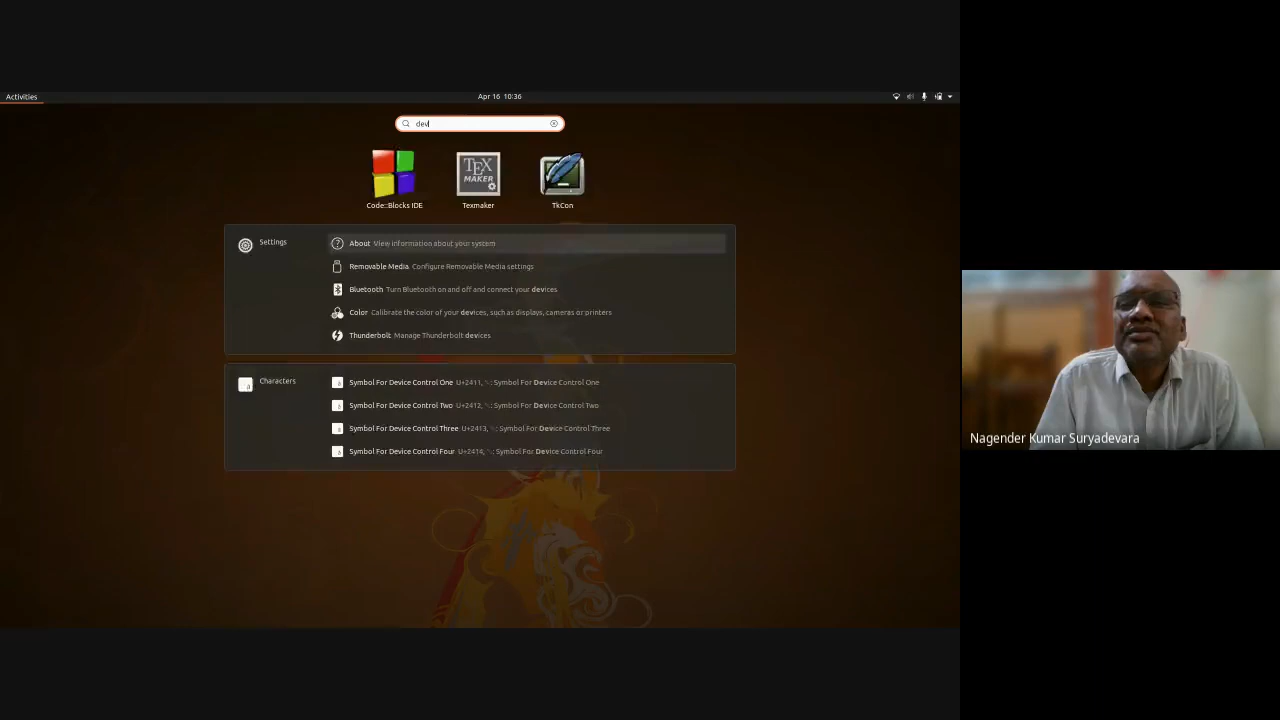 Activities
Apr 16 10:36
dev
TEX
MAKER
Code::Blocks IDE
Texmaker
TkCon
Settings
About View information about your system
Removable Media Configure Removable Media settings
Bluetooth Turn Bluetooth on and off and connect your devices
Color Calibrate the color of your devices, such as displays, cameras or printers
Thunderbolt Manage Thunderbolt devices
Characters
Symbol For Device Control One U+2411, ␑: Symbol For Device Control One
Symbol For Device Control Two U+2412, ␒: Symbol For Device Control Two
Symbol For Device Control Three U+2413, ␓: Symbol For Device Control Three
Symbol For Device Control Four U+2414, ␔: Symbol For Device Control Four
Nagender Kumar Suryadevara